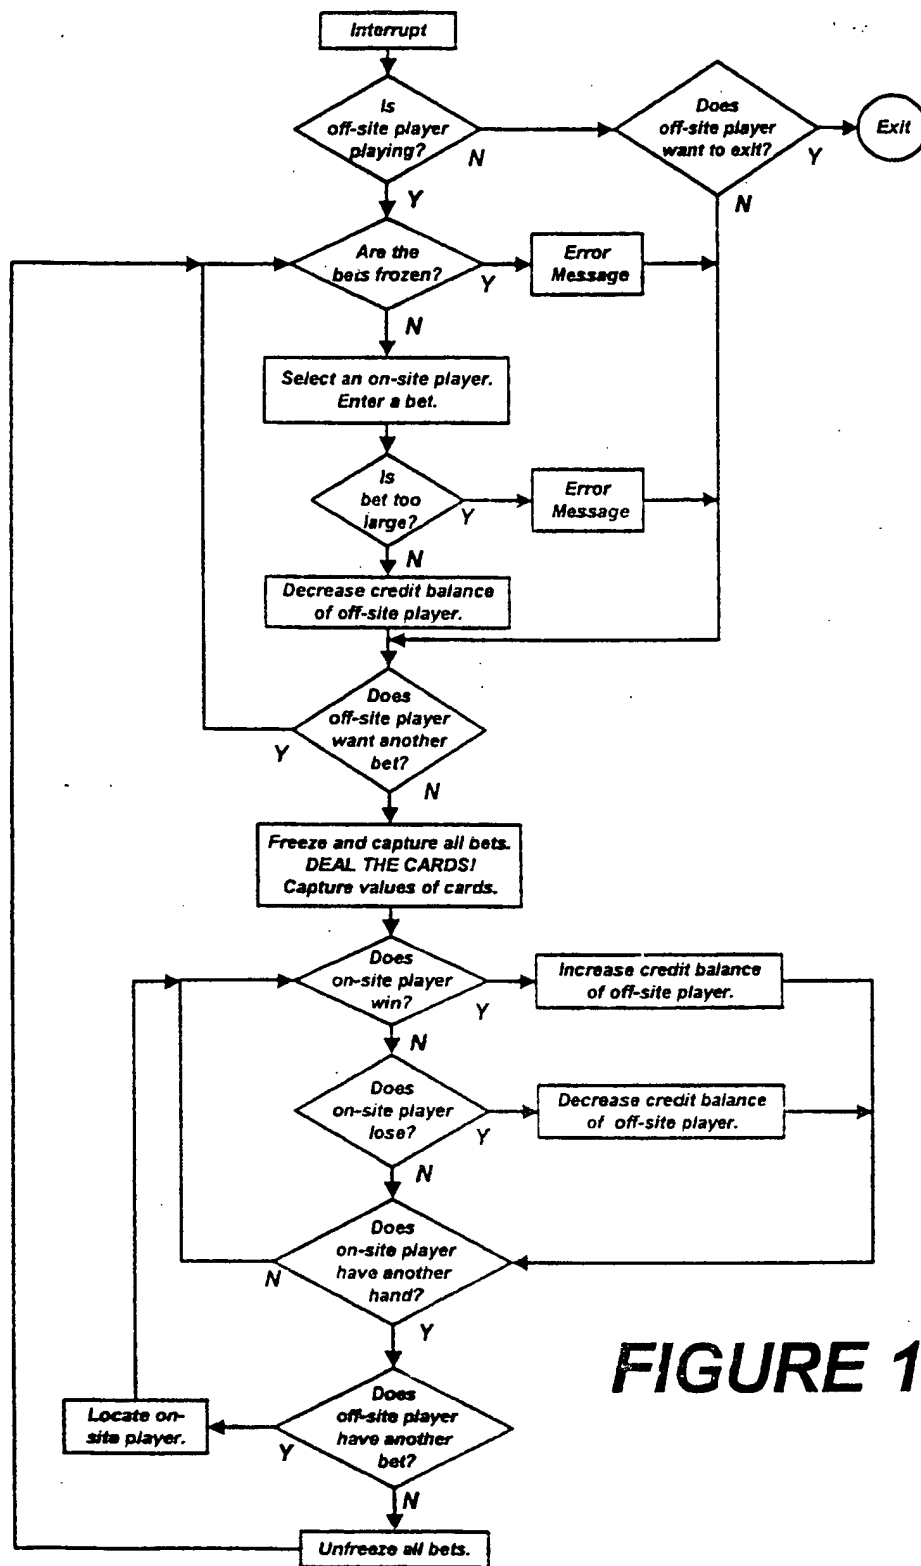 Interrupt
Is
off-site player
playing?
N
Y
Does
off-site player
want to exit?
Y
N
Exit
Are the
bets frozen?
Y
N
Error
Message
Select an on-site player.
Enter a bet.
Is
bet too
large?
Y
N
Error
Message
Decrease credit balance
of off-site player.
Does
off-site player
want another
bet?
Y
N
Freeze and capture all bets.
DEAL THE CARDS!
Capture values of cards.
Does
on-site player
win?
Y
N
Increase credit balance
of off-site player.
Does
on-site player
lose?
Y
N
Decrease credit balance
of off-site player.
Does
on-site player
have another
hand?
N
Y
FIGURE 1
Does
off-site player
have another
bet?
Y
N
Locate on-
site player.
Unfreeze all bets.